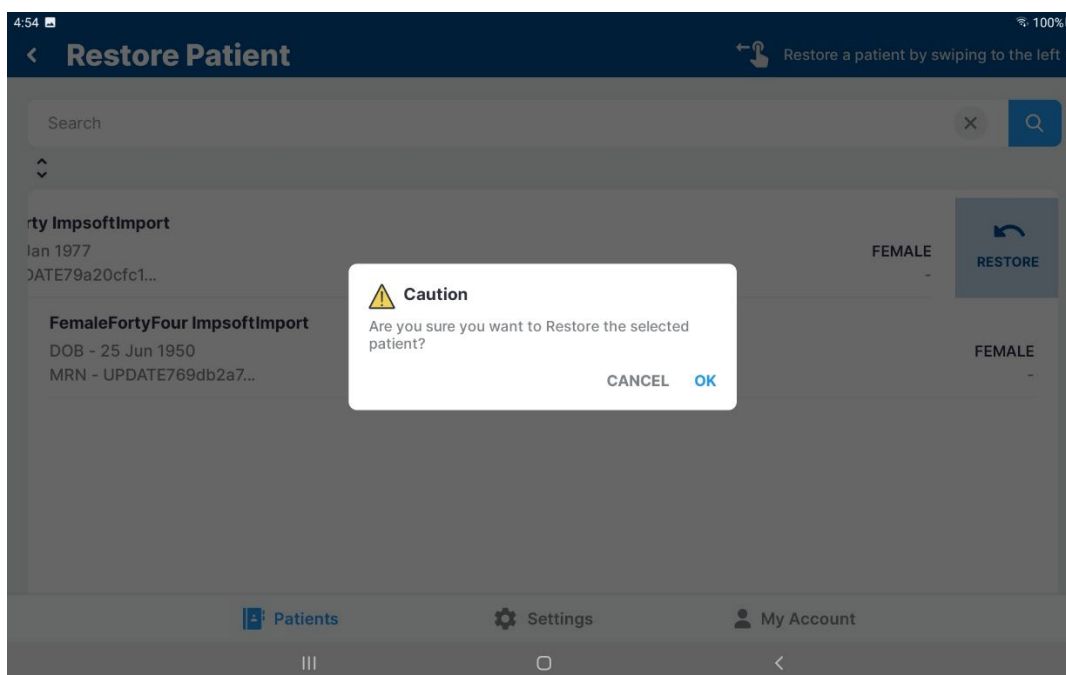 4:54 100%
Restore Patient Restore a patient by swiping to the left
Search
rty ImpsoftImport
Jan 1977 FEMALE
DATE79a20cfc1... - RESTORE
Caution
Are you sure you want to Restore the selected
patient?
CANCEL OK
FemaleFortyFour ImpsoftImport
DOB - 25 Jun 1950 FEMALE
MRN - UPDATE769db2a7... -
Patients Settings My Account